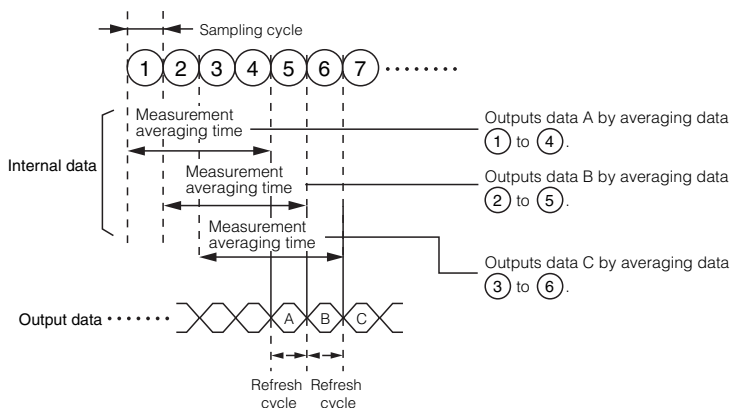 Sampling cycle
1 2 3 4 5 6 7 ········
Measurement
averaging time
Outputs data A by averaging data
1 to 4.
Internal data
Measurement
averaging time
Outputs data B by averaging data
2 to 5.
Measurement
averaging time
Outputs data C by averaging data
3 to 6.
Output data ·······
A B C
Refresh Refresh
cycle cycle